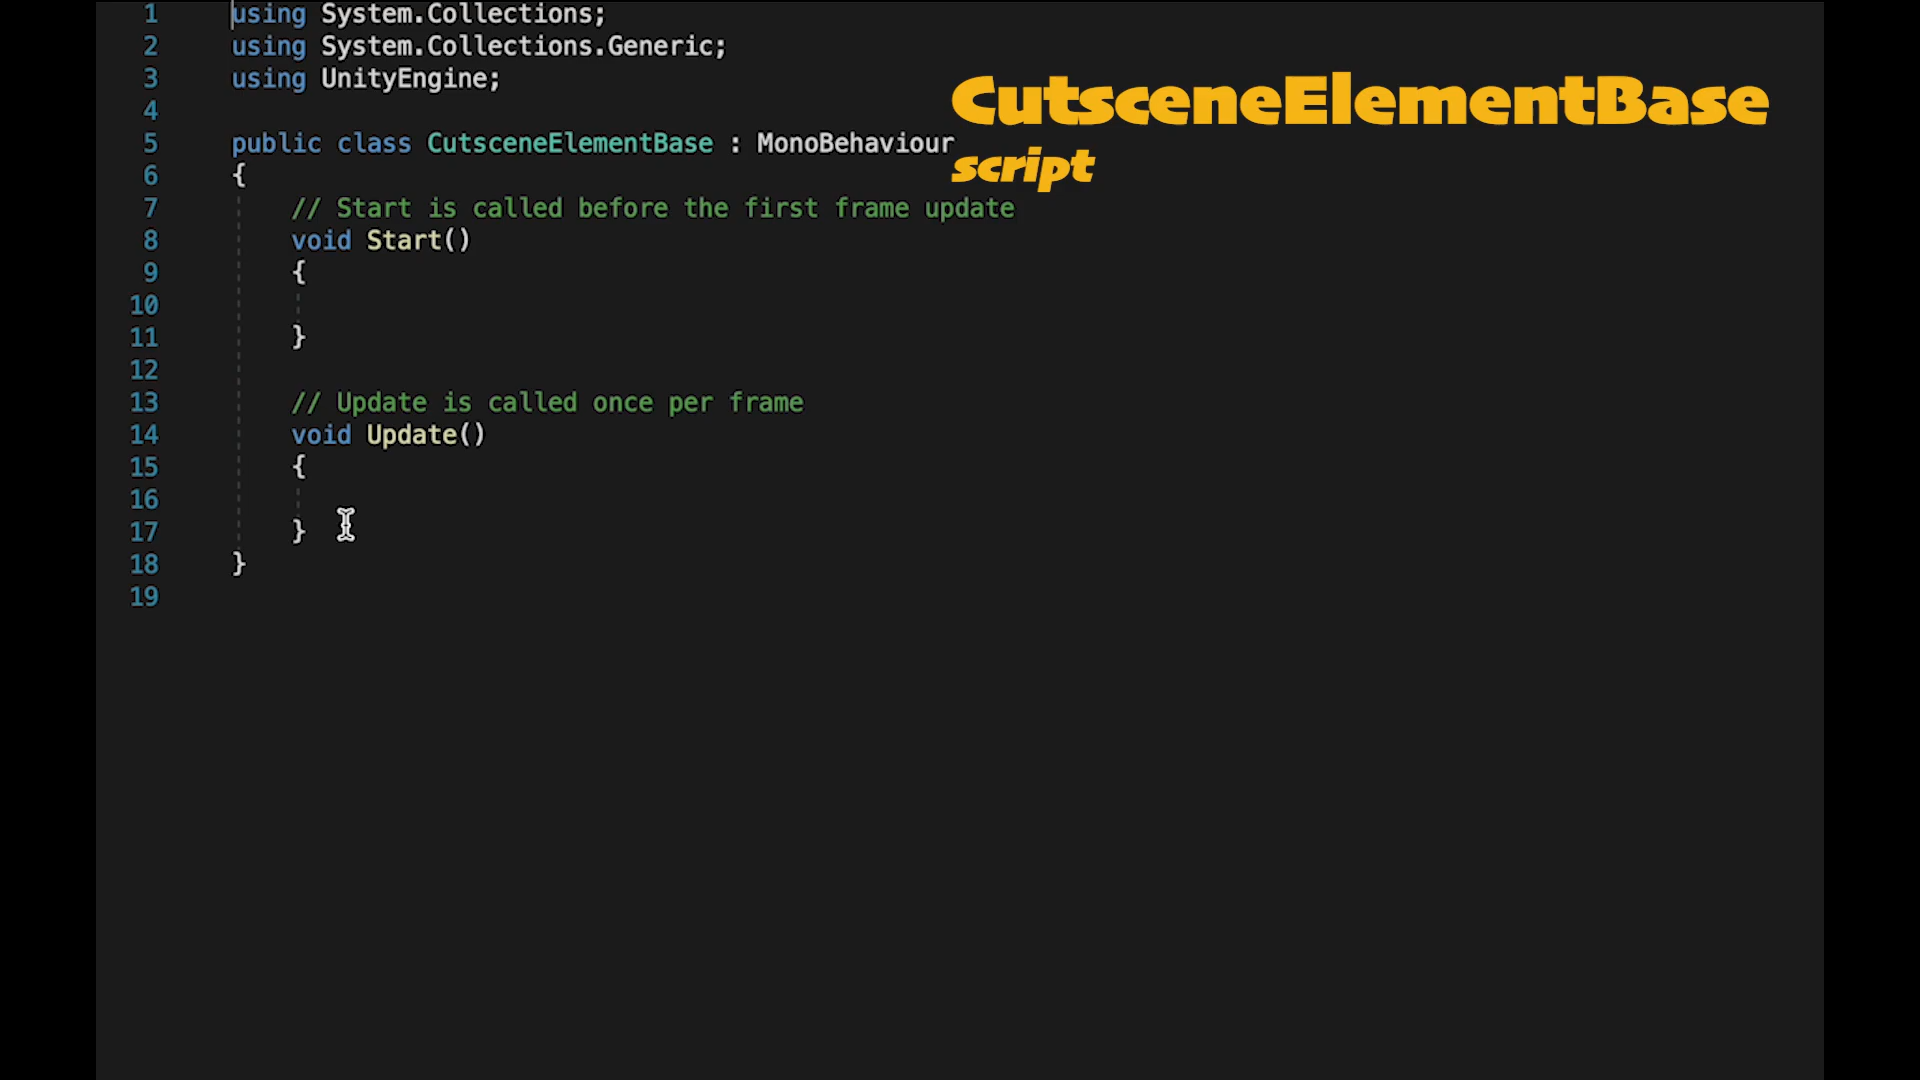 1 using System.Collections;
2 using System.Collections.Generic;
3 using UnityEngine;
4
5 public class CutsceneElementBase : MonoBehaviour
6 {
7 // Start is called before the first frame update
8 void Start()
9 {
10
11 }
12
13 // Update is called once per frame
14 void Update()
15 {
16
17 }
18 }
19
CutsceneElementBase
script